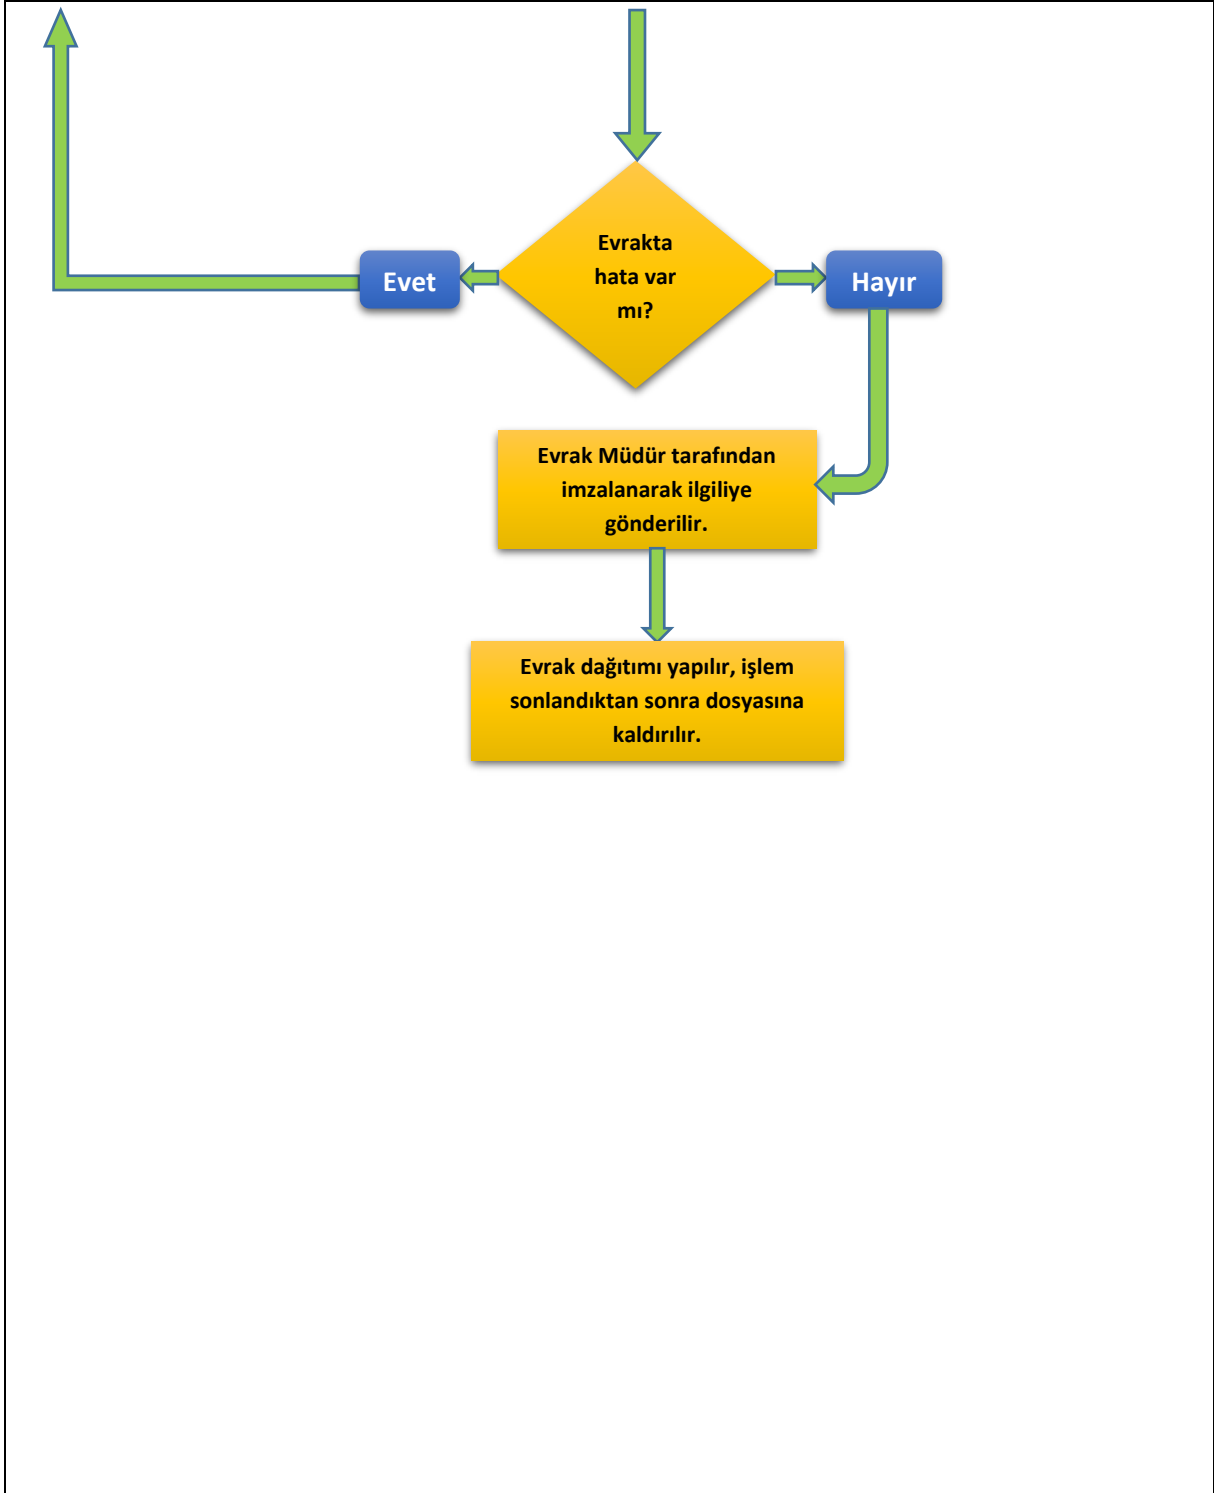 Evrakta
hata var
mı?
Evet
Hayır
Evrak Müdür tarafından
imzalanarak ilgiliye
gönderilir.
Evrak dağıtımı yapılır, işlem
sonlandıktan sonra dosyasına
kaldırılır.